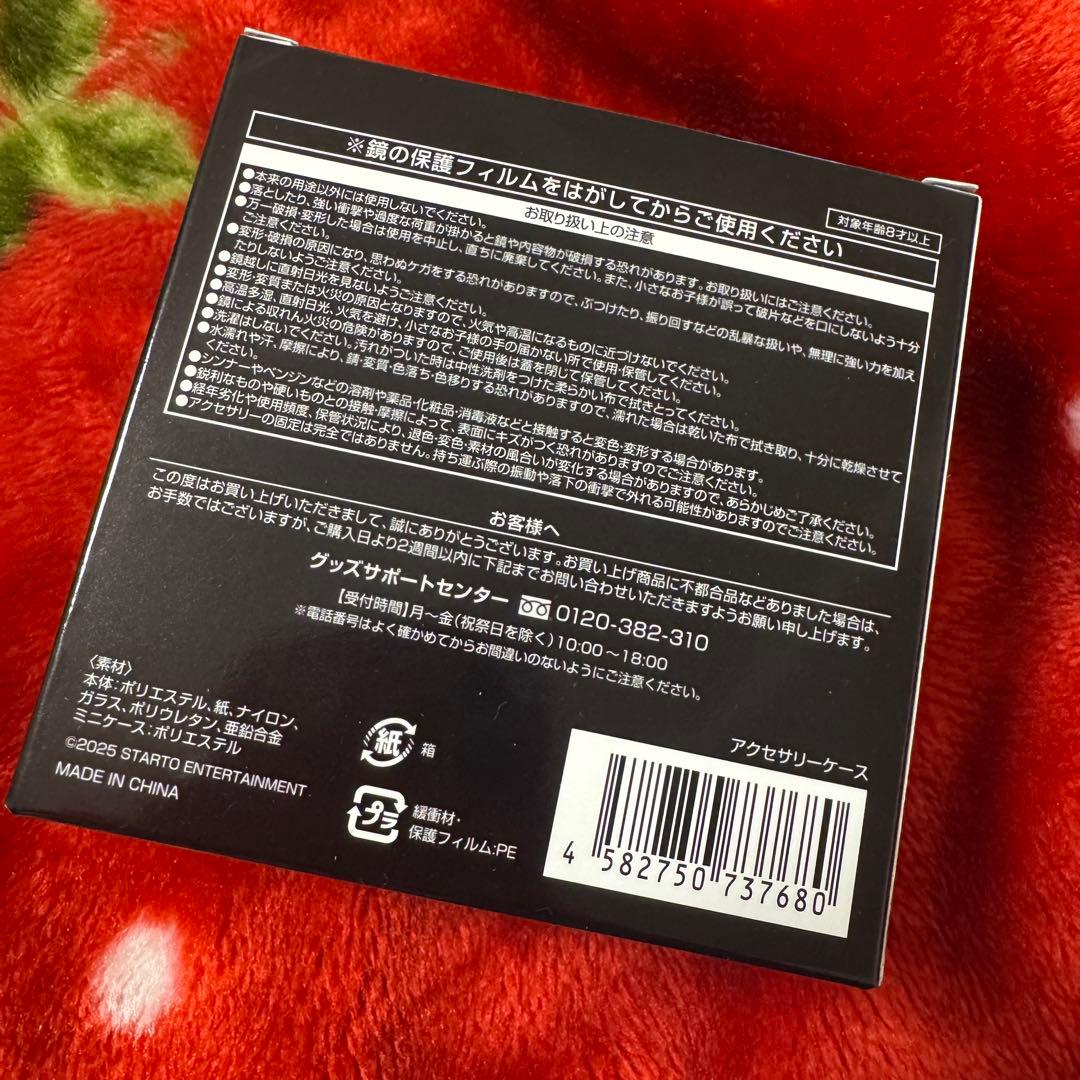 ※鏡の保護フィルムをはがしてからご使用ください
対象年齢8才以上
お取り扱い上の注意
●本来の用途以外には使用しないでください。
●落としたり、強い衝撃や過度な荷重が掛かると鏡や内容物が破損する恐れがあります。お取り扱いにはご注意ください。
●万一破損・変形した場合は使用を中止し、直ちに廃棄してください。また、小さなお子様が誤って破片などを口にしないよう十分
ご注意ください。
●変形・破損の原因になり、思わぬケガをする恐れがありますので、ぶつけたり、振り回すなどの乱暴な扱いや、無理に強い力を加え
たりしないようご注意ください。
●鏡越しに直射日光を見ないようご注意ください。
●変形・変質または火災の原因となりますので、火気や高温になるものに近づけないでください。
●高温多湿、直射日光、火気を避け、小さなお子様の手の届かない所で使用・保管してください。
●鏡による収れん火災の危険がありますので、ご使用後は蓋を閉じて保管してください。
●洗濯はしないでください。汚れがついた時は中性洗剤をつけた柔らかい布で拭きとってください。
●水濡れや汗、摩擦により、錆・変質・色落ち・色移りする恐れがありますので、濡れた場合は乾いた布で拭き取り、十分に乾燥させて
ください。
●シンナーやベンジンなどの溶剤や薬品・化粧品・消毒液などと接触すると変色・変形する場合があります。
●鋭利なものや硬いものとの接触・摩擦によって、表面にキズがつく恐れがありますのでご注意ください。
●経年劣化や使用頻度、保管状況により、退色・変色・素材の風合いが変化する場合がありますので、あらかじめご了承ください。
●アクセサリーの固定は完全ではありません。持ち運ぶ際の振動や落下の衝撃で外れる可能性がありますのでご注意ください。
お客様へ
この度はお買い上げいただきまして、誠にありがとうございます。お買い上げ商品に不都合品などありました場合は、
お手数ではございますが、ご購入日より2週間以内に下記までお問い合わせいただきますようお願い申し上げます。
グッズサポートセンター 0120-382-310
【受付時間】月～金(祝祭日を除く)10:00～18:00
※電話番号はよく確かめてからお間違いのないようにご注意ください。
〈素材〉
本体:ポリエステル、紙、ナイロン、
ガラス、ポリウレタン、亜鉛合金
ミニケース:ポリエステル
©2025 STARTO ENTERTAINMENT
MADE IN CHINA
紙 箱
プラ 緩衝材・
保護フィルム:PE
アクセサリーケース
4 582750 737680